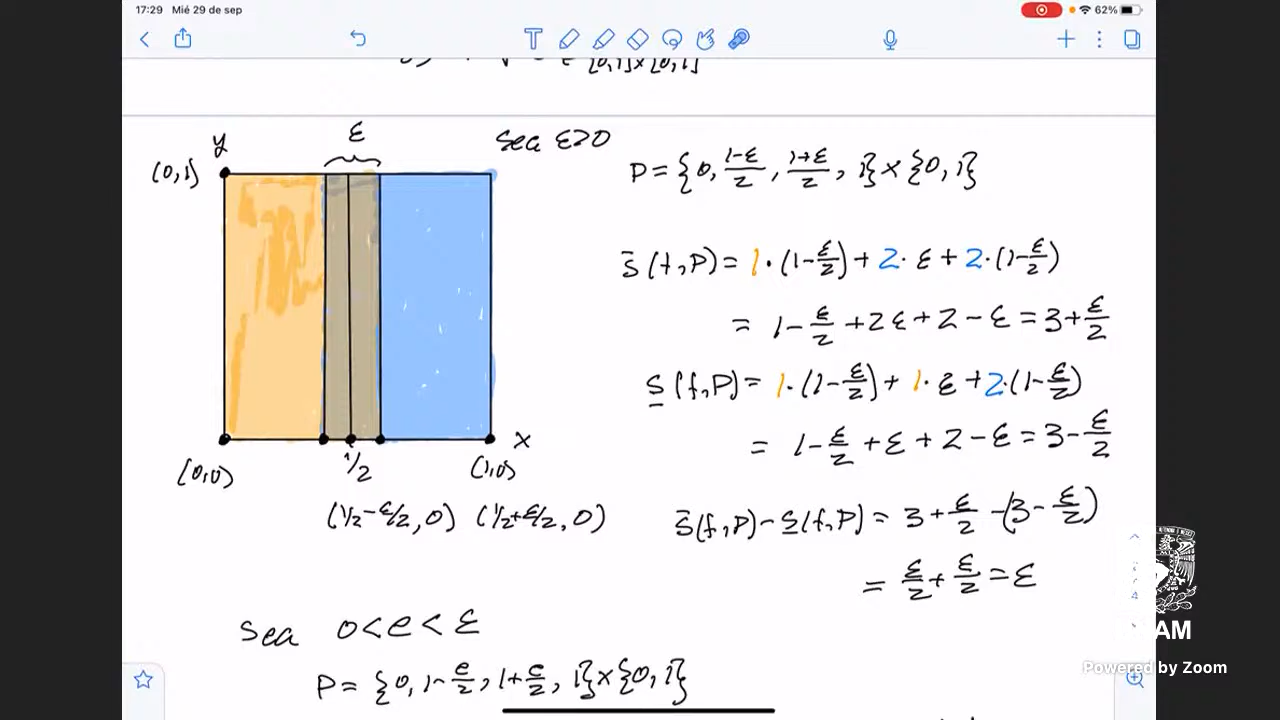 17:29 Mié 29 de sep
62%
[0,1]×[0,1]
y
ε
Sea ε>0
(0,1)
P = {0, 1-ε/2, 1+ε/2, 1} × {0, 1}
S̄(f,P) = 1·(1-ε/2) + 2·ε + 2·(1-ε/2)
= 1-ε/2 + 2ε + 2 - ε = 3 + ε/2
S̲(f,P) = 1·(1-ε/2) + 1·ε + 2·(1-ε/2)
= 1-ε/2 + ε + 2 - ε = 3 - ε/2
x
1/2
(0,0)
(1,0)
(1/2-ε/2, 0) (1/2+ε/2, 0)
S̄(f,P) - S̲(f,P) = 3 + ε/2 - (3 - ε/2)
= ε/2 + ε/2 = ε
Sea 0 < e < ε
P = {0, 1-e/2, 1+e/2, 1} × {0, 1}
Powered by Zoom